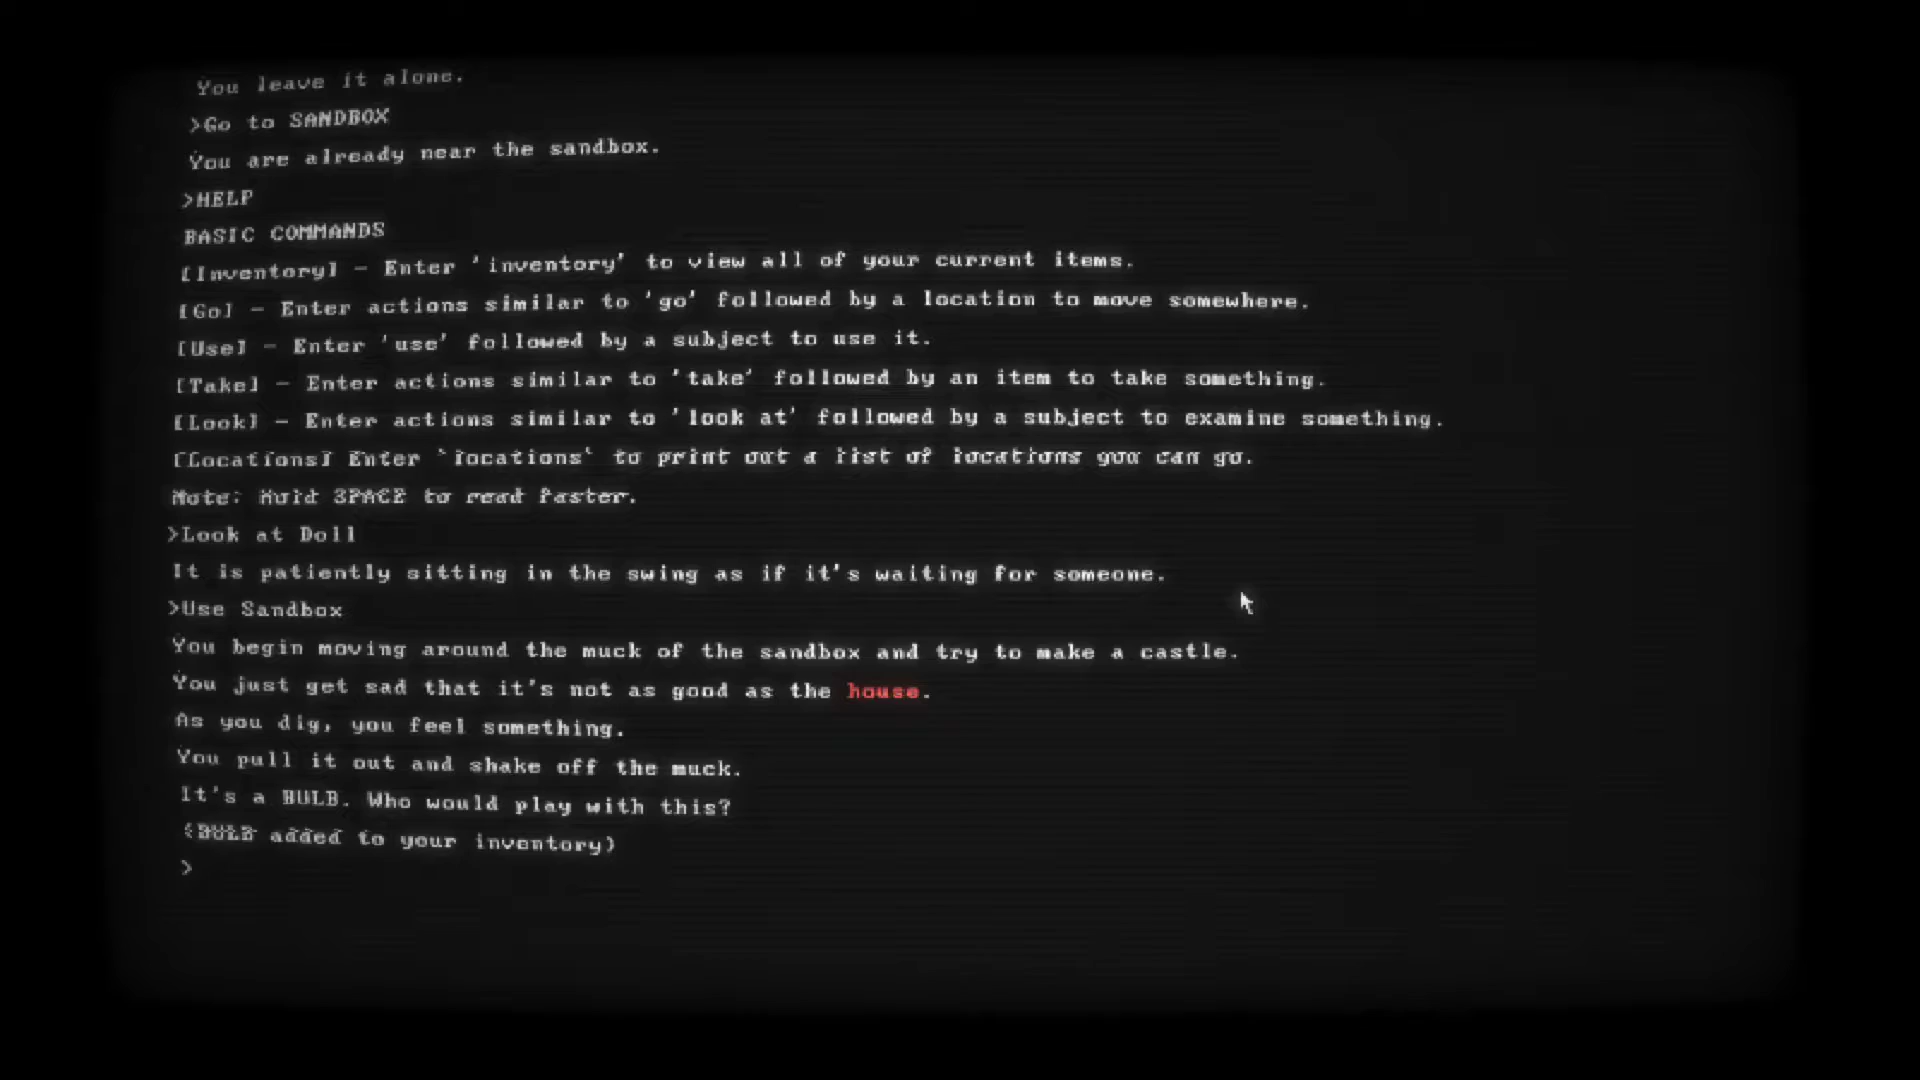 You leave it alone.
>Go to SANDBOX
You are already near the sandbox.
>HELP
BASIC COMMANDS
[Inventory] - Enter 'inventory' to view all of your current items.
[Go] - Enter actions similar to 'go' followed by a location to move somewhere.
[Use] - Enter 'use' followed by a subject to use it.
[Take] - Enter actions similar to 'take' followed by an item to take something.
[Look] - Enter actions similar to 'look at' followed by a subject to examine something.
[Locations] Enter `locations` to print out a list of locations you can go.
Note: Hold SPACE to read faster.
>Look at Doll
It is patiently sitting in the swing as if it's waiting for someone.
>Use Sandbox
You begin moving around the muck of the sandbox and try to make a castle.
You just get sad that it's not as good as the house.
As you dig, you feel something.
You pull it out and shake off the muck.
It's a BULB. Who would play with this?
(BULB added to your inventory)
>